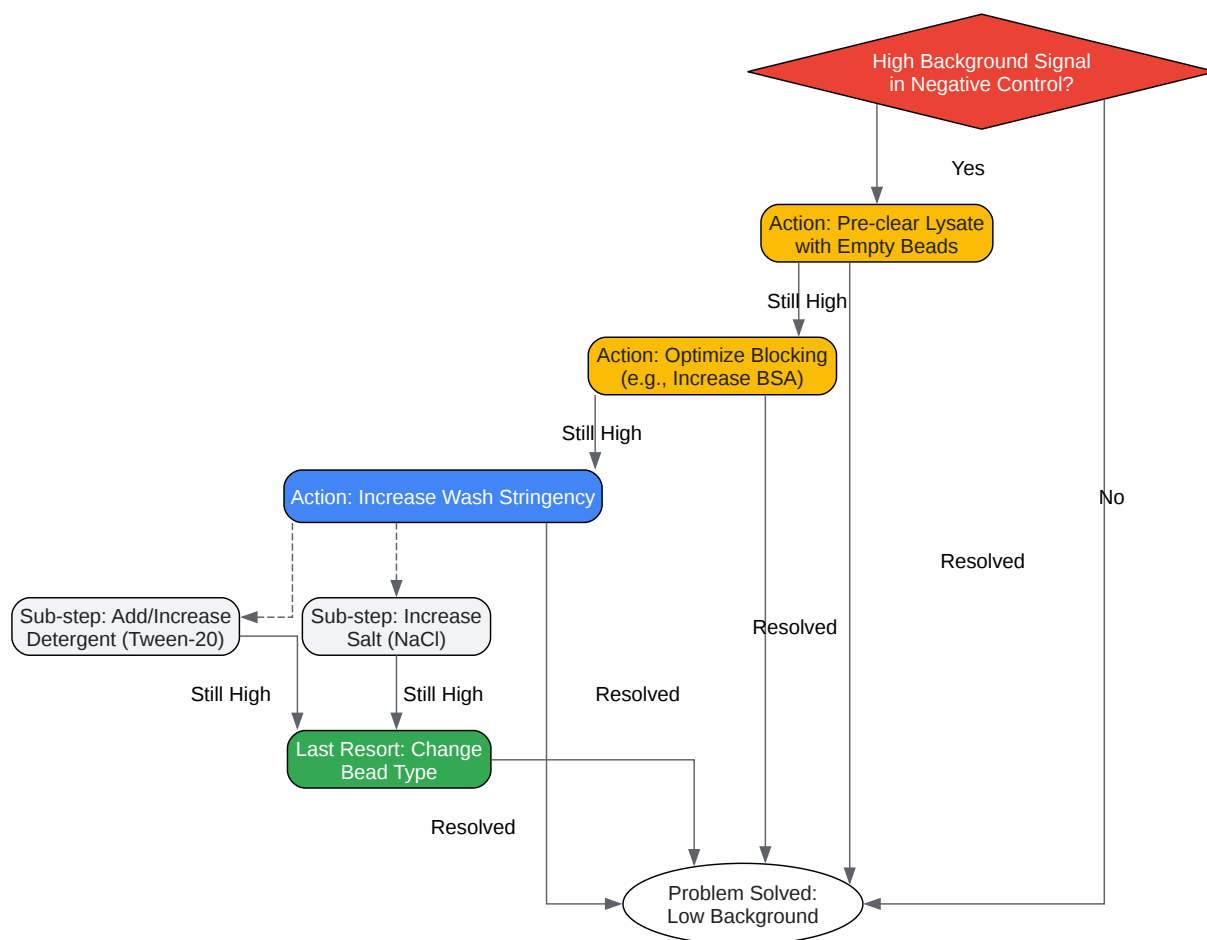 High Background Signal
in Negative Control?
Yes
Action: Pre-clear Lysate
with Empty Beads
Still High
Action: Optimize Blocking
(e.g., Increase BSA)
Still High
Action: Increase Wash Stringency
No
Resolved
Sub-step: Add/Increase
Detergent (Tween-20)
Sub-step: Increase
Salt (NaCl)
Resolved
Still High
Still High
Resolved
Last Resort: Change
Bead Type
Resolved
Problem Solved:
Low Background